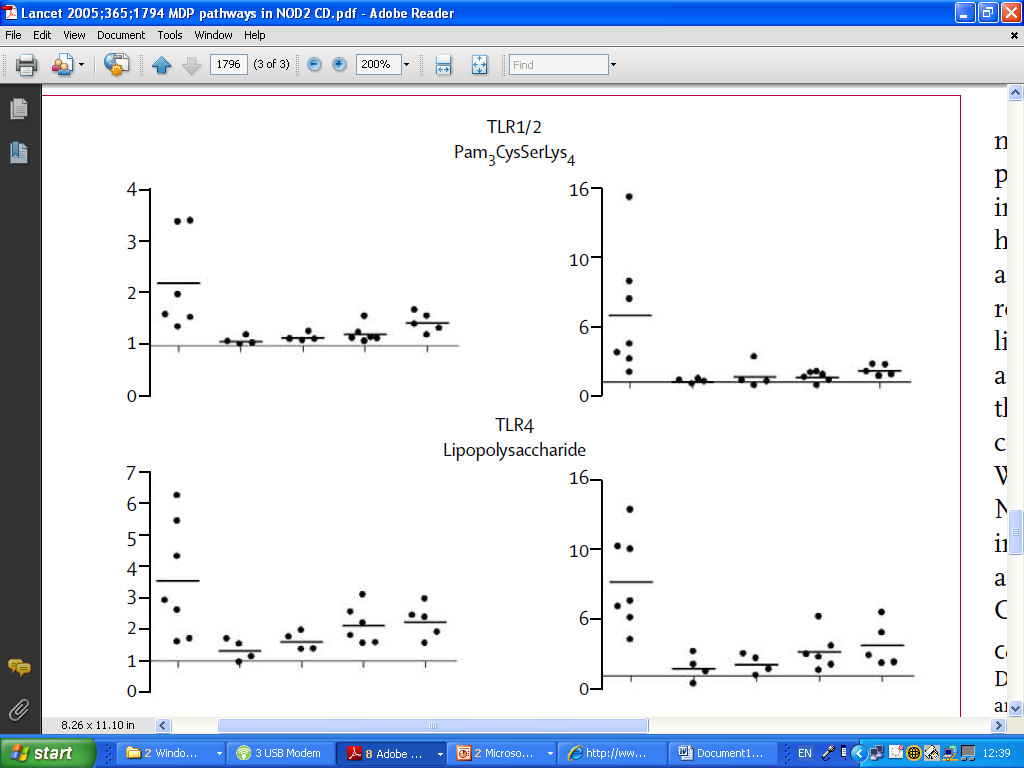 Lancet 2005;365;1794 MDP pathways in NOD2 CD.pdf - Adobe Reader
File Edit View Document Tools Window Help
1796 (3 of 3) 200% Find
TLR1/2
Pam3CysSerLys4
4
3
2
1
0
16
10
6
0
TLR4
Lipopolysaccharide
7
6
5
4
3
2
1
0
16
10
6
0
8.26 x 11.10 in
start 2 Windo... 3 USB Modem 8 Adobe ... 2 Microso... http://ww... Document1... EN 12:39